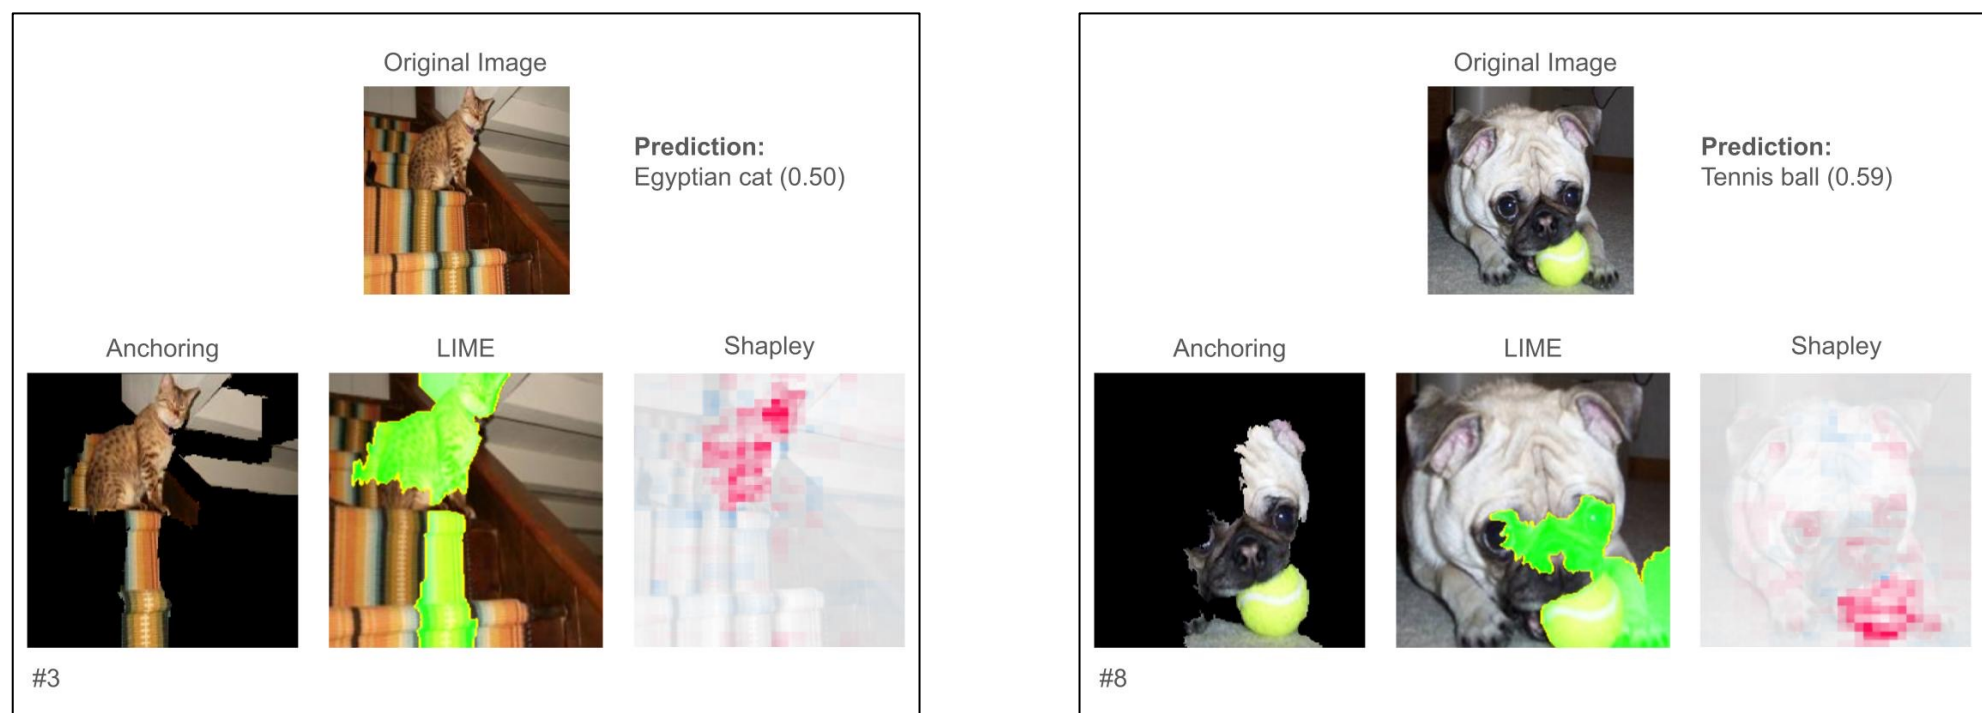 Original Image
Prediction:
Egyptian cat (0.50)
Anchoring
LIME
Shapley
#3
Original Image
Prediction:
Tennis ball (0.59)
Anchoring
LIME
Shapley
#8